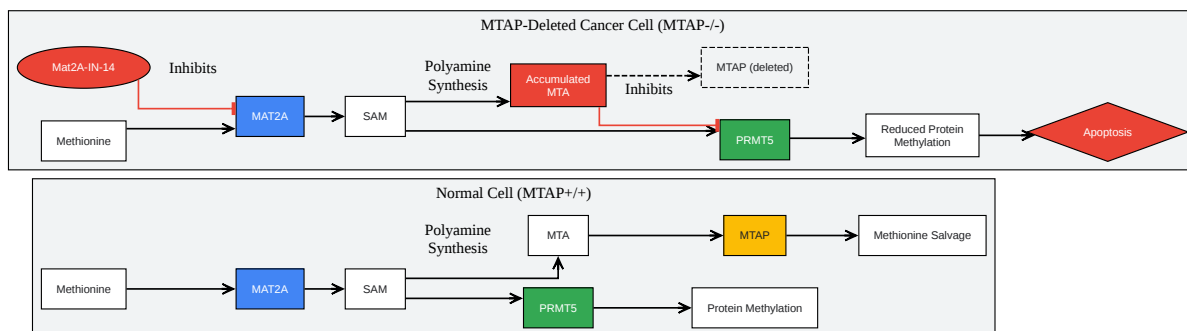 MTAP-Deleted Cancer Cell (MTAP-/-)
Mat2A-IN-14
Inhibits
Polyamine
Synthesis
Accumulated
MTA
Inhibits
MTAP (deleted)
Methionine
MAT2A
SAM
PRMT5
Reduced Protein
Methylation
Apoptosis
Normal Cell (MTAP+/+)
Polyamine
Synthesis
MTA
MTAP
Methionine Salvage
Methionine
MAT2A
SAM
PRMT5
Protein Methylation